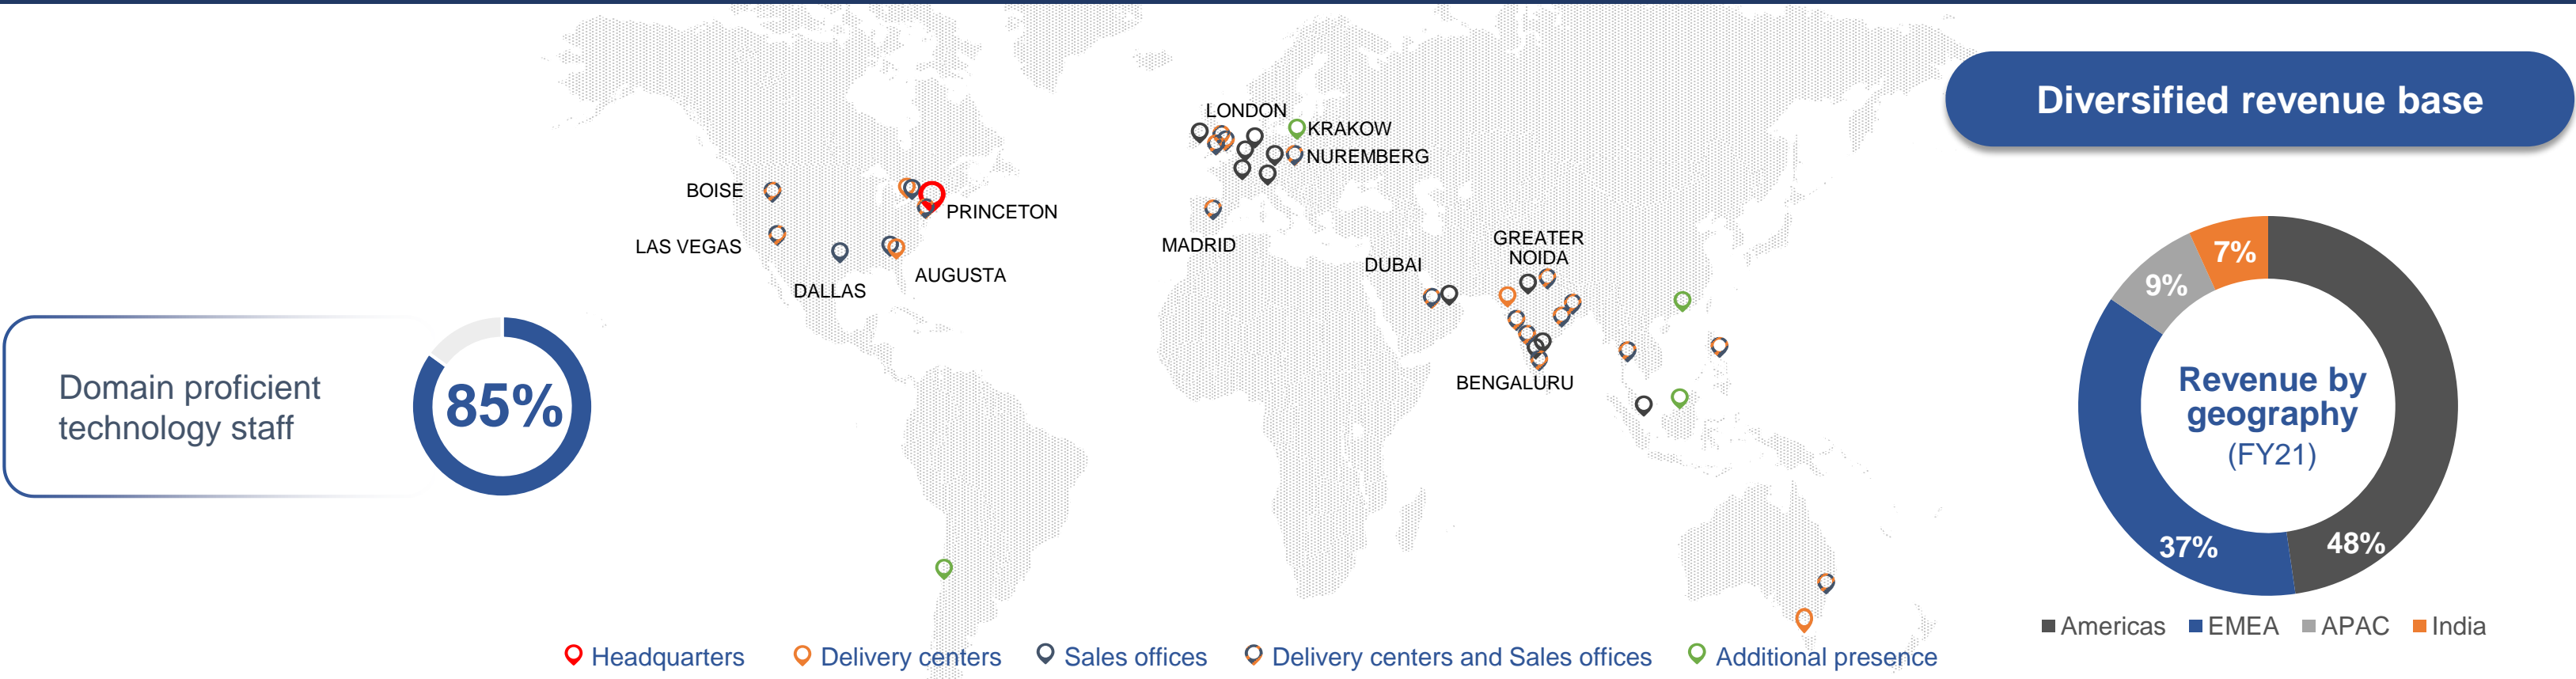 Diversified revenue base
LONDON
KRAKOW
NUREMBERG
BOISE
PRINCETON
LAS VEGAS
MADRID
GREATER
NOIDA
DUBAI
AUGUSTA
DALLAS
BENGALURU
Domain proficient
technology staff
85%
7%
9%
37%
48%
Revenue by
geography
(FY21)
Americas
EMEA
APAC
India
Headquarters
Delivery centers
Sales offices
Delivery centers and Sales offices
Additional presence